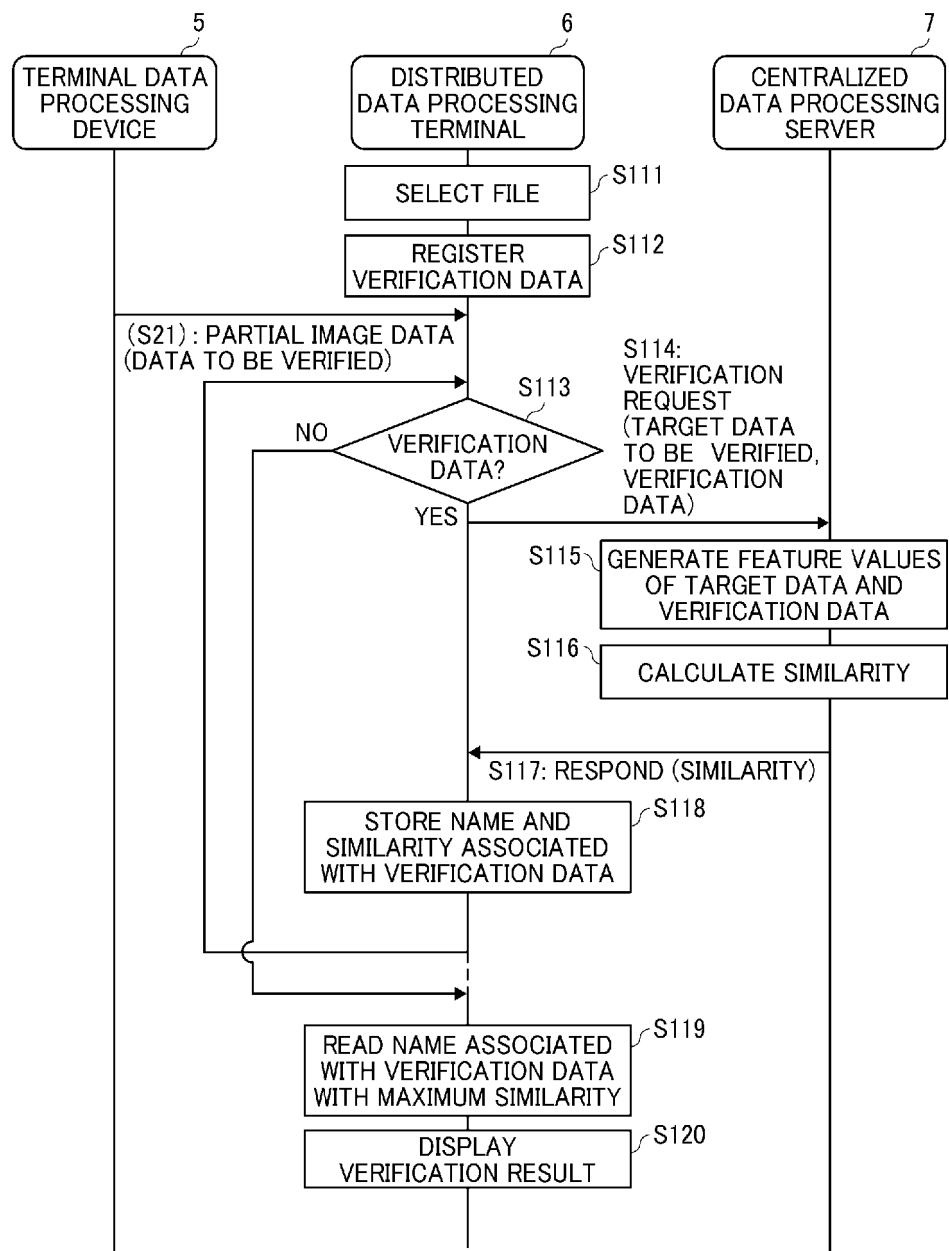 5
6
7
TERMINAL DATA
PROCESSING
DEVICE
DISTRIBUTED
DATA PROCESSING
TERMINAL
CENTRALIZED
DATA PROCESSING
SERVER
S111
SELECT FILE
S112
REGISTER
VERIFICATION DATA
(S21) : PARTIAL IMAGE DATA
(DATA TO BE VERIFIED)
S113
NO
VERIFICATION
DATA?
YES
S114:
VERIFICATION
REQUEST
(TARGET DATA
TO BE VERIFIED,
VERIFICATION
DATA)
S115
GENERATE FEATURE VALUES
OF TARGET DATA AND
VERIFICATION DATA
S116
CALCULATE SIMILARITY
S117: RESPOND (SIMILARITY)
S118
STORE NAME AND
SIMILARITY ASSOCIATED
WITH VERIFICATION DATA
S119
READ NAME ASSOCIATED
WITH VERIFICATION DATA
WITH MAXIMUM SIMILARITY
S120
DISPLAY
VERIFICATION RESULT